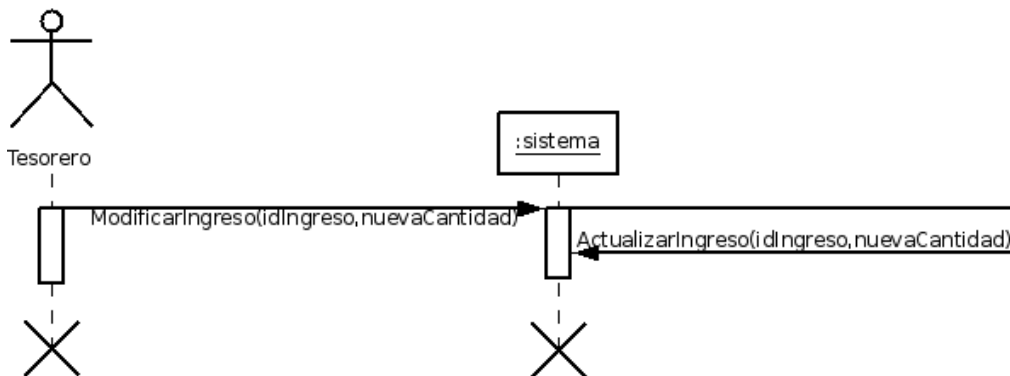 :sistema
Tesorero
ModificarIngreso(idIngreso,nuevaCantidad)
ActualizarIngreso(idIngreso,nuevaCantidad)